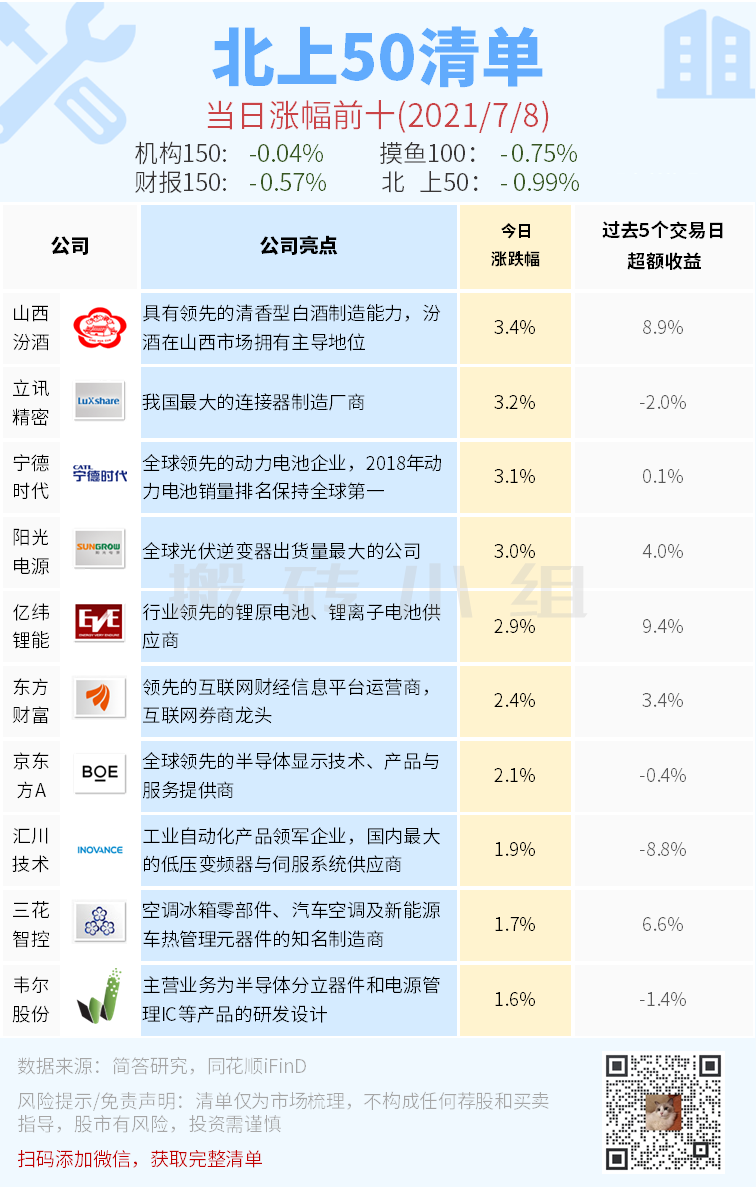 北上50清单
当日涨幅前十(2021/7/8)
机构150: -0.04% 摸鱼100: -0.75%
财报150: -0.57% 北 上50: -0.99%
公司 公司亮点 今日涨跌幅 过去5个交易日超额收益
山西
汾酒
具有领先的清香型白酒制造能力，汾
酒在山西市场拥有主导地位
3.4%
8.9%
立讯
精密
LUXshare
我国最大的连接器制造厂商
3.2%
-2.0%
宁德
时代
CATL
宁德时代
全球领先的动力电池企业，2018年动
力电池销量排名保持全球第一
3.1%
0.1%
阳光
电源
SUNGROW
全球光伏逆变器出货量最大的公司
3.0%
4.0%
搬砖小组
亿纬
锂能
EVE
ENERGY VERY ENDURE
行业领先的锂原电池、锂离子电池供
应商
2.9%
9.4%
东方
财富
领先的互联网财经信息平台运营商，
互联网券商龙头
2.4%
3.4%
京东
方A
BOE
全球领先的半导体显示技术、产品与
服务提供商
2.1%
-0.4%
汇川
技术
INOVANCE
工业自动化产品领军企业，国内最大
的低压变频器与伺服系统供应商
1.9%
-8.8%
三花
智控
空调冰箱零部件、汽车空调及新能源
车热管理元器件的知名制造商
1.7%
6.6%
韦尔
股份
主营业务为半导体分立器件和电源管
理IC等产品的研发设计
1.6%
-1.4%
数据来源：简答研究，同花顺iFinD
风险提示/免责声明：清单仅为市场梳理，不构成任何荐股和买卖
指导，股市有风险，投资需谨慎
扫码添加微信，获取完整清单